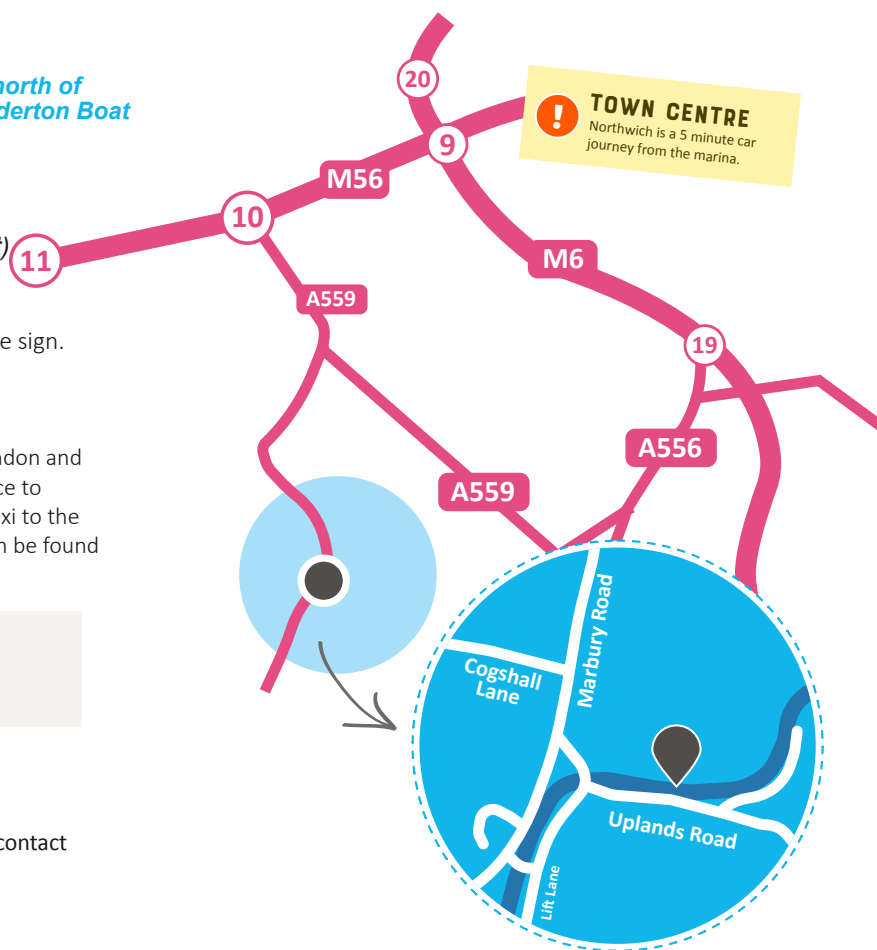 north of
derton Boat
)
e sign.
don and
ce to
xi to the
n be found
contact
20
TOWN CENTRE
Northwich is a 5 minute car
journey from the marina.
!
9
M56
10
11
M6
A559
19
A556
A559
Marbury Road
Cogshall
Lane
Uplands Road
Lift Lane